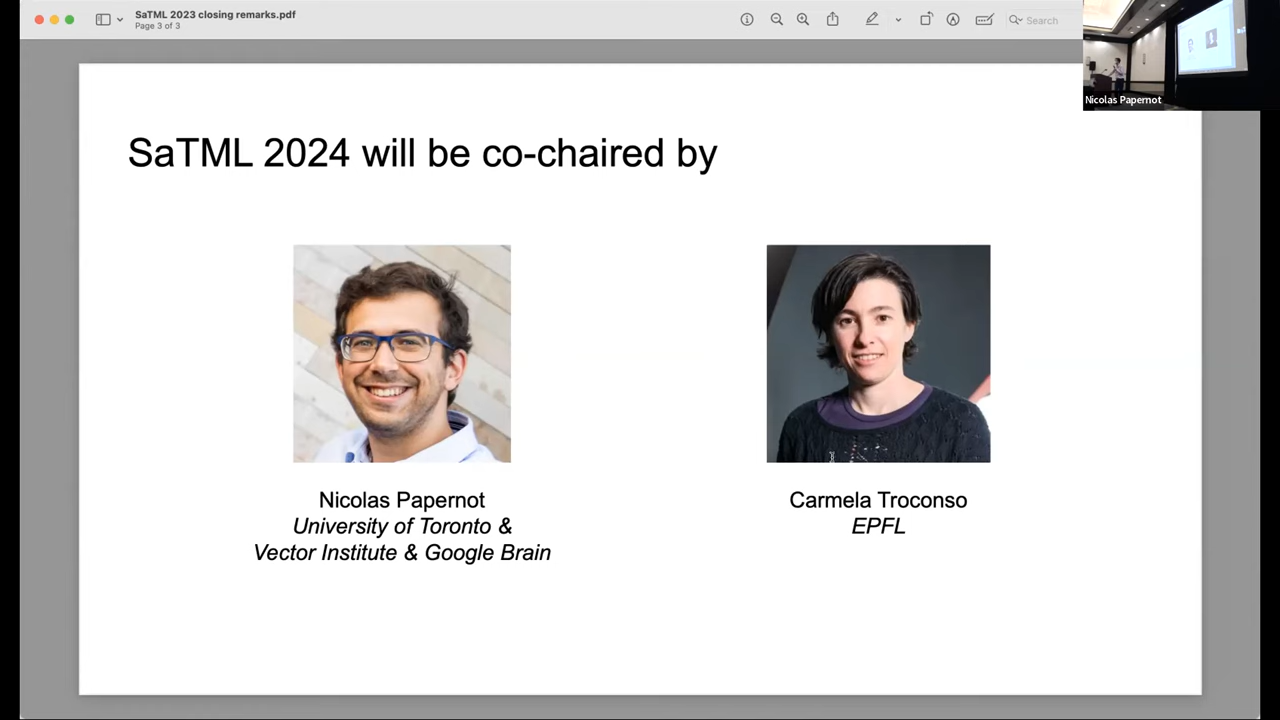 SaTML 2023 closing remarks.pdf
Page 3 of 3
Search
Nicolas Papernot
SaTML 2024 will be co-chaired by
Nicolas Papernot
University of Toronto &
Vector Institute & Google Brain
Carmela Troconso
EPFL